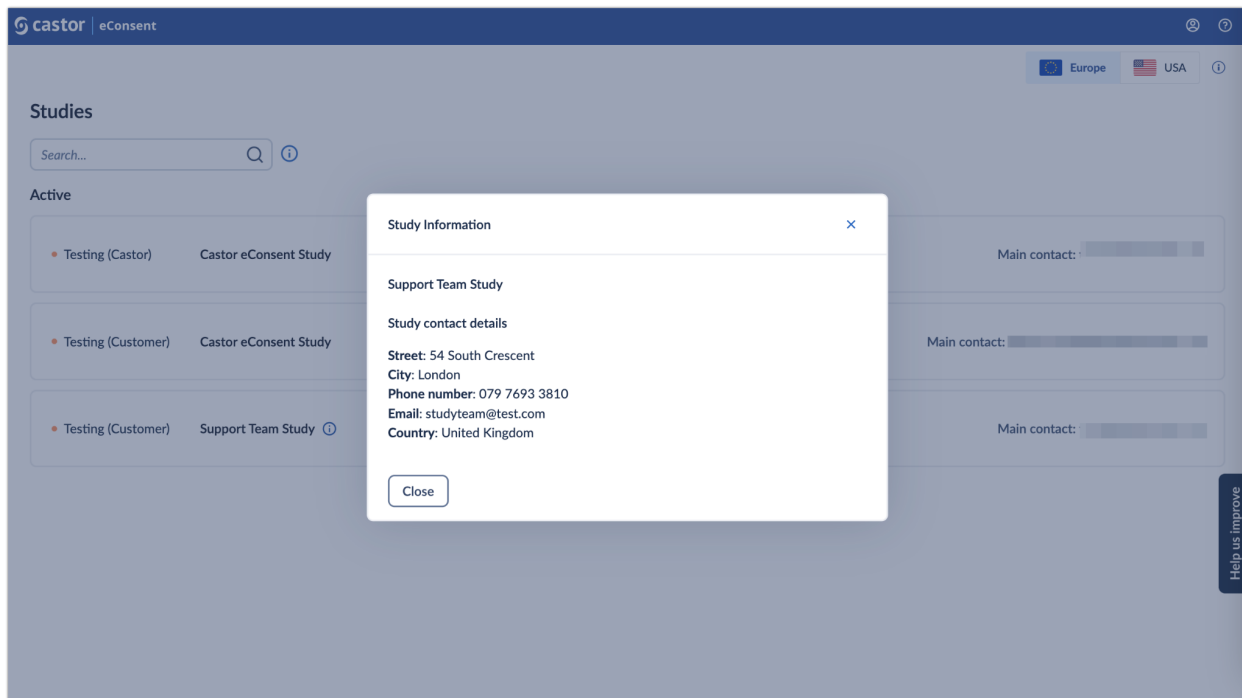 castor | eConsent
Europe
USA
Studies
Search...
Active
Testing (Castor) Castor eConsent Study Main contact:
Testing (Customer) Castor eConsent Study Main contact:
Testing (Customer) Support Team Study Main contact:
Study Information
Support Team Study
Study contact details
Street: 54 South Crescent
City: London
Phone number: 079 7693 3810
Email: studyteam@test.com
Country: United Kingdom
Close
Help us improve